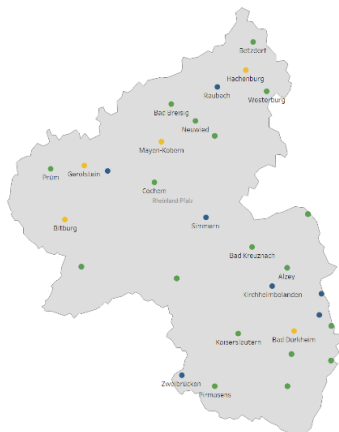 Betzdorf
Hachenburg
Raubach
Westerburg
Bad Breisig
Neuwied
Mayen-Koblenz
Prüm
Gerolstein
Cochem
Rheinland-Pfalz
Simmern
Bitburg
Bad Kreuznach
Alzey
Kirchheimbolanden
Kaiserslautern
Bad Dürkheim
Zweibrücken
Pirmasens